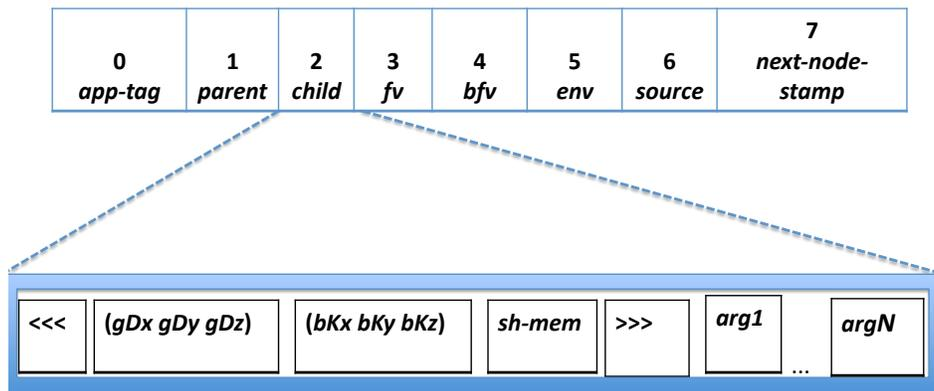 0 1 2 3 4 5 6 7
app-tag parent child fv bfv env source next-node-
stamp
<<< (gDx gDy gDz) (bKx bKy bKz) sh-mem >>> arg1 ... argN